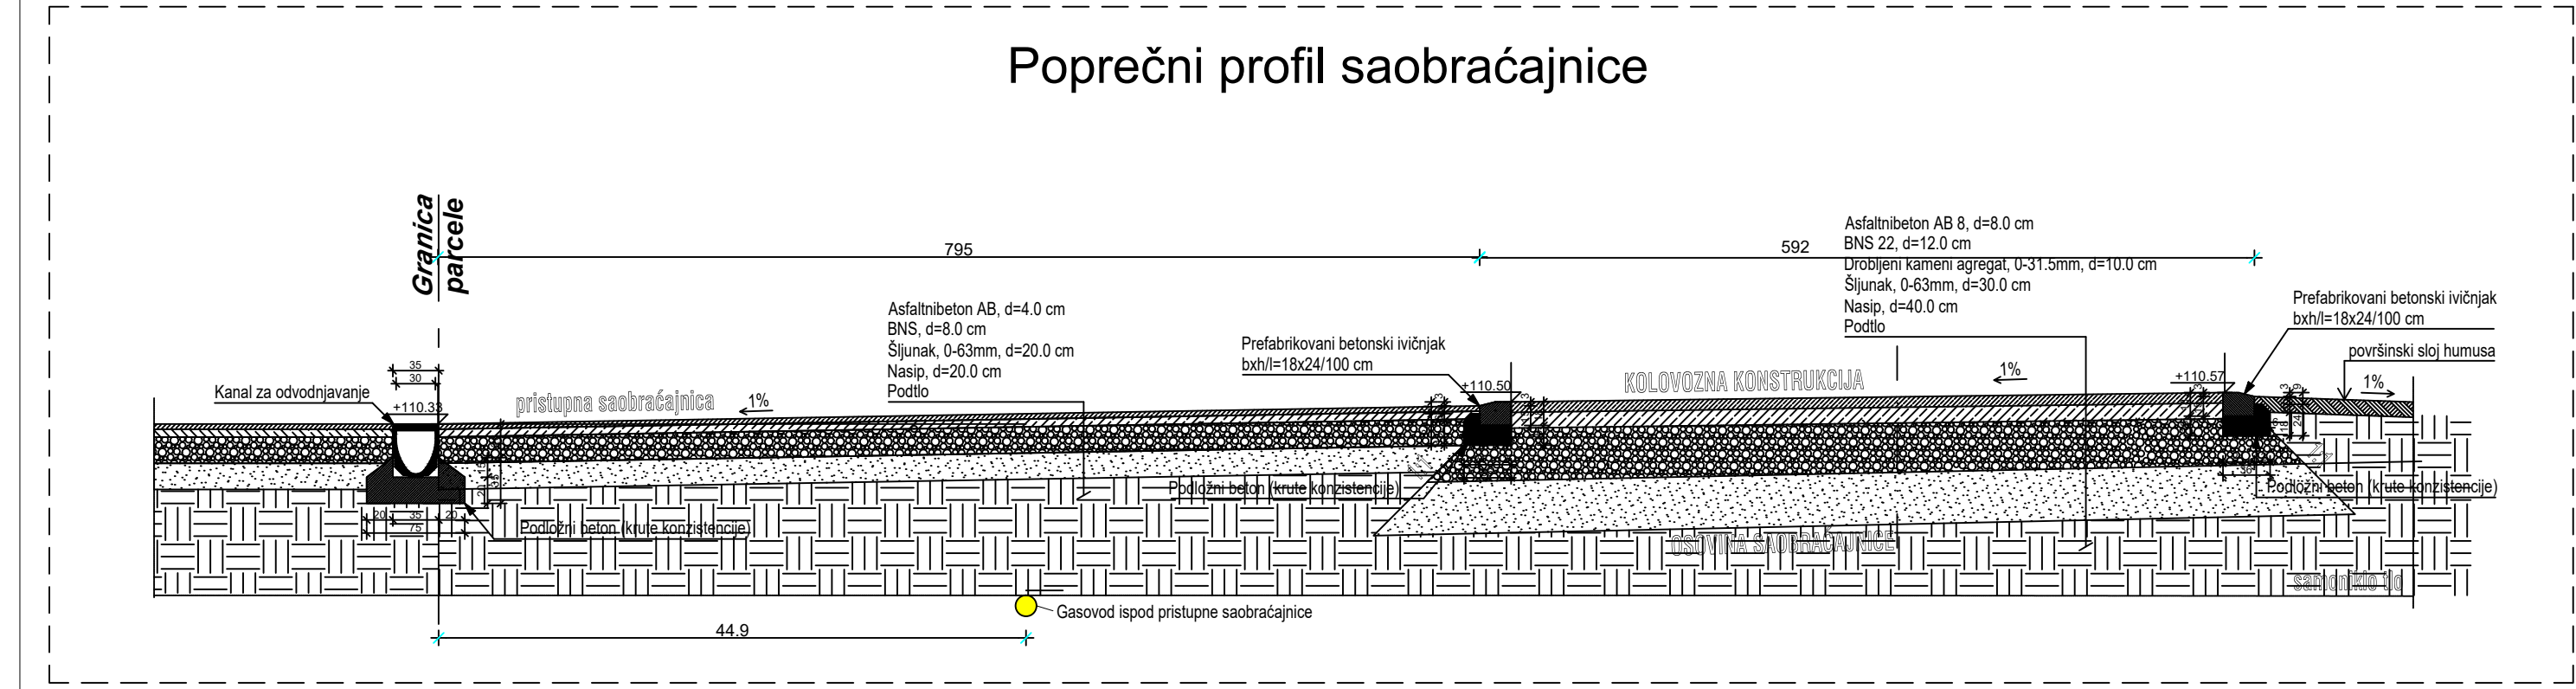 Poprečni profil saobraćajnice
Granica
parcele
795
592
Asfaltnibeton AB 8, d=8.0 cm
BNS 22, d=12.0 cm
Drobljeni kameni agregat, 0-31.5mm, d=10.0 cm
Šljunak, 0-63mm, d=30.0 cm
Nasip, d=40.0 cm
Podtlo
Asfaltnibeton AB, d=4.0 cm
BNS, d=8.0 cm
Šljunak, 0-63mm, d=20.0 cm
Nasip, d=20.0 cm
Podtlo
Prefabrikovani betonski ivičnjak
bxh/l=18x24/100 cm
Prefabrikovani betonski ivičnjak
bxh/l=18x24/100 cm
površinski sloj humusa
35
30
Kanal za odvodnjavanje
+110.33
pristupna saobraćajnica
1%
+110.50
KOLOVOZNA KONSTRUKCIJA
1%
+110.57
1%
Podložni beton (krute konzistencije)
Podložni beton (krute konzistencije)
20
35
20
75
Podložni beton (krute konzistencije)
OSOVINA SAOBRAĆAJNICE
samoniklo tlo
Gasovod ispod pristupne saobraćajnice
44.9